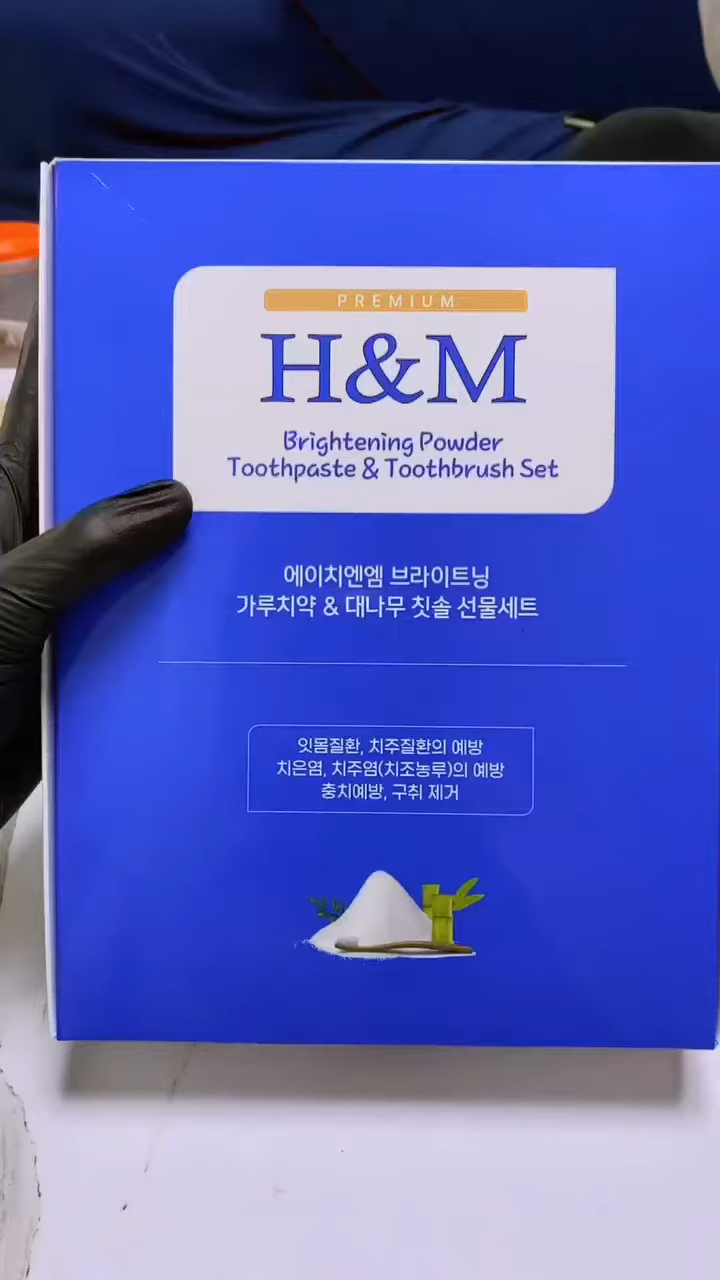 PREMIUM
H&M
Brightening Powder
Toothpaste & Toothbrush Set
에이치엔엠 브라이트닝
가루치약 & 대나무 칫솔 선물세트
잇몸질환, 치주질환의 예방
치은염, 치주염(치조농루)의 예방
충치예방, 구취 제거